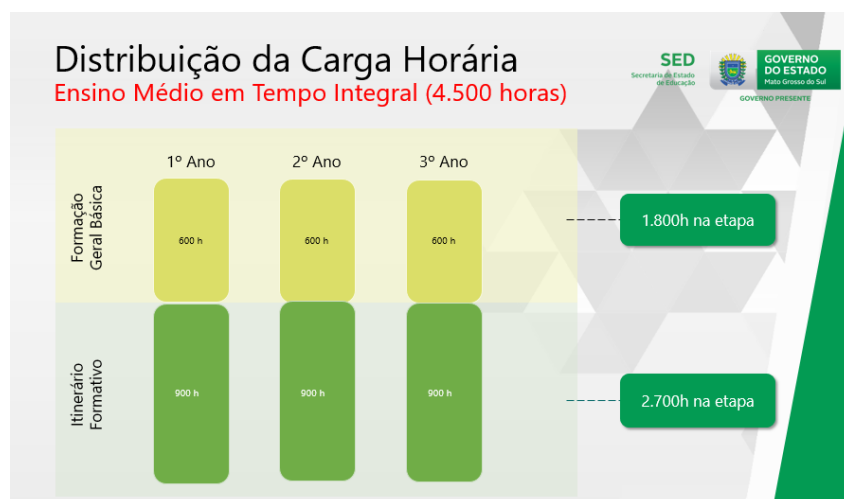 Distribuição da Carga Horária
Ensino Médio em Tempo Integral (4.500 horas)
SED
Secretaria de Estado
de Educação
GOVERNO
DO ESTADO
Mato Grosso do Sul
GOVERNO PRESENTE
1º Ano
2º Ano
3º Ano
Formação
Geral Básica
600 h
600 h
600 h
1.800h na etapa
Itinerário
Formativo
900 h
900 h
900 h
2.700h na etapa